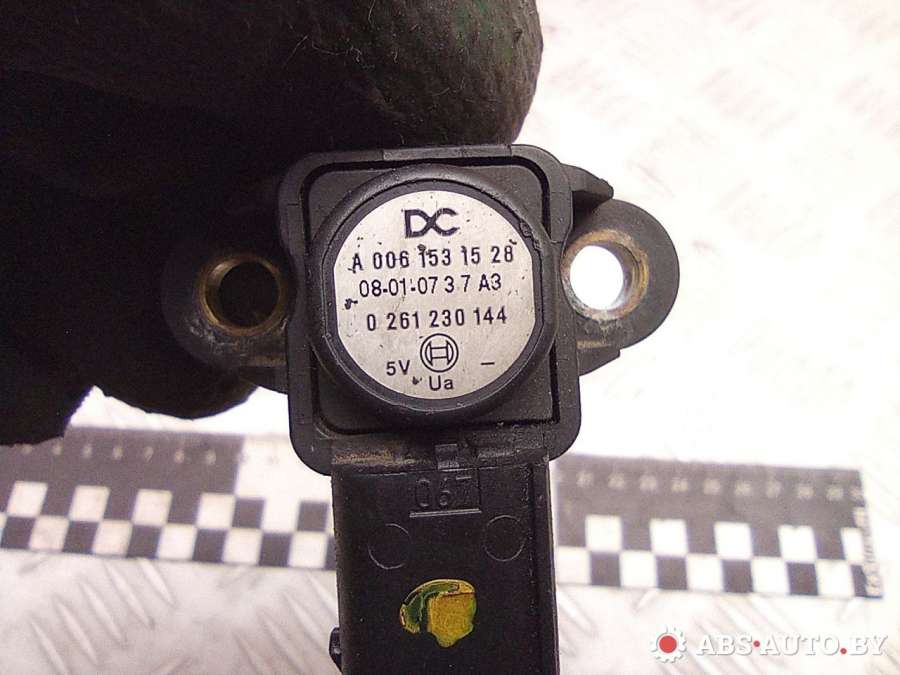 DC
A 006 153 15 28
08-01-07 3 7 A3
0 261 230 144
5V Ua –
067
ABS-AUTO.BY